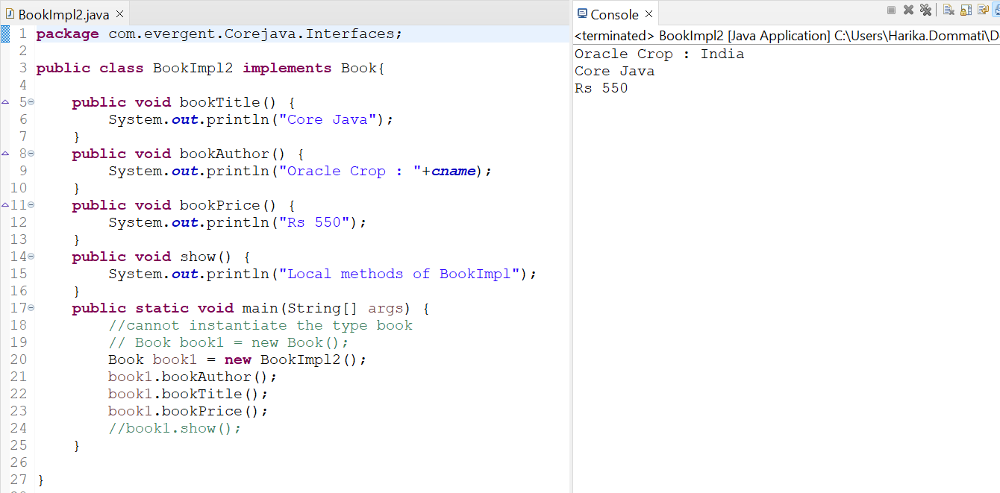 BookImpl2.java
1 package com.evergent.Corejava.Interfaces;
2
3 public class BookImpl2 implements Book{
4
5 public void bookTitle() {
6 System.out.println("Core Java");
7 }
8 public void bookAuthor() {
9 System.out.println("Oracle Crop : "+cname);
10 }
11 public void bookPrice() {
12 System.out.println("Rs 550");
13 }
14 public void show() {
15 System.out.println("Local methods of BookImpl");
16 }
17 public static void main(String[] args) {
18 //cannot instantiate the type book
19 // Book book1 = new Book();
20 Book book1 = new BookImpl2();
21 book1.bookAuthor();
22 book1.bookTitle();
23 book1.bookPrice();
24 //book1.show();
25 }
26
27 }
Console
<terminated> BookImpl2 [Java Application] C:\Users\Harika.Dommati\D
Oracle Crop : India
Core Java
Rs 550